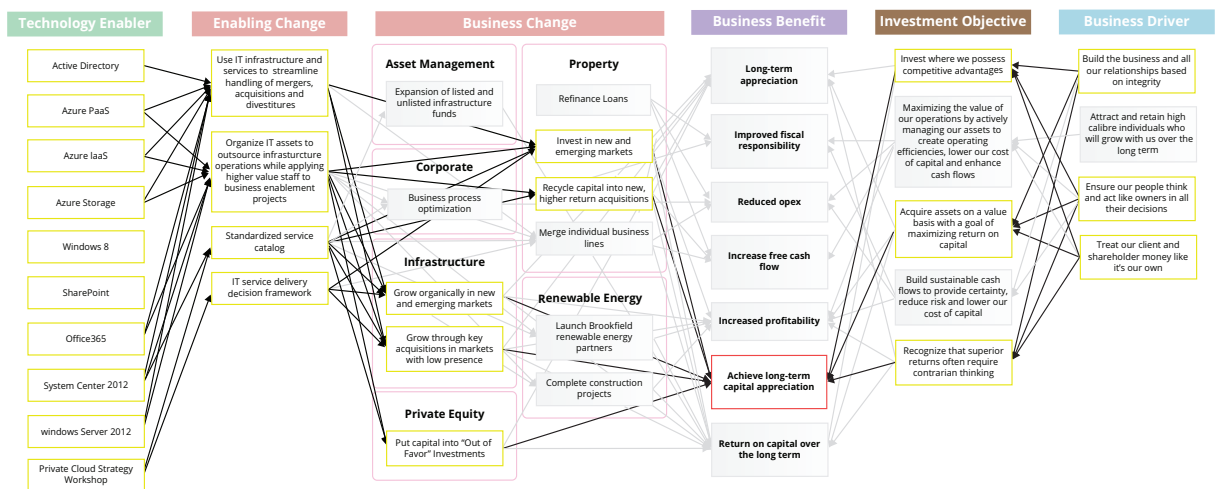 Technology Enabler
Enabling Change
Business Change
Business Benefit
Investment Objective
Business Driver
Active Directory
Azure PaaS
Azure IaaS
Azure Storage
Windows 8
SharePoint
Office365
System Center 2012
windows Server 2012
Private Cloud Strategy
Workshop
Use IT infrastructure and
services to streamline
handling of mergers,
acquisitions and
divestitures
Organize IT assets to
outsource infrasturcture
operations while applying
higher value staff to
business enablement
projects
Standardized service
catalog
IT service delivery
decision framework
Asset Management
Expansion of listed and
unlisted infrastructure
funds
Corporate
Business process
optimization
Infrastructure
Grow organically in new
and emerging markets
Grow through key
acquisitions in markets
with low presence
Private Equity
Put capital into “Out of
Favor” Investments
Property
Refinance Loans
Invest in new and
emerging markets
Recycle capital into new,
higher return acquisitions
Merge individual business
lines
Renewable Energy
Launch Brookfield
renewable energy
partners
Complete construction
projects
Long-term
appreciation
Improved fiscal
responsibility
Reduced opex
Increase free cash
flow
Increased profitability
Achieve long-term
capital appreciation
Return on capital over
the long term
Invest where we possess
competitive advantages
Maximizing the value of
our operations by actively
managing our assets to
create operating
efficiencies, lower our cost
of capital and enhance
cash flows
Acquire assets on a value
basis with a goal of
maximizing return on
capital
Build sustainable cash
flows to provide certainty,
reduce risk and lower our
cost of capital
Recognize that superior
returns often require
contrarian thinking
Build the business and all
our relationships based
on integrity
Attract and retain high
calibre individuals who
will grow with us over the
long term
Ensure our people think
and act like owners in all
their decisions
Treat our client and
shareholder money like
it’s our own